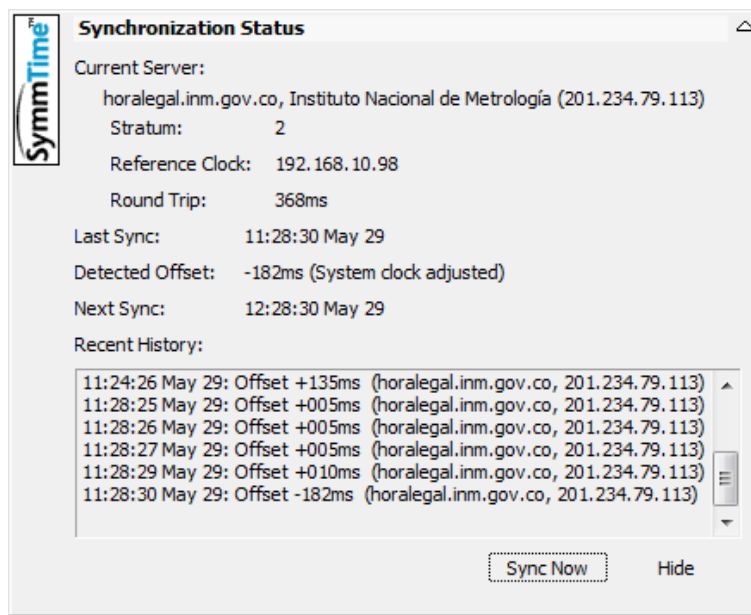 SymmTime
TM
Synchronization Status
Current Server:
horalegal.inm.gov.co, Instituto Nacional de Metrología (201.234.79.113)
Stratum: 2
Reference Clock: 192.168.10.98
Round Trip: 368ms
Last Sync: 11:28:30 May 29
Detected Offset: -182ms (System clock adjusted)
Next Sync: 12:28:30 May 29
Recent History:
11:24:26 May 29: Offset +135ms (horalegal.inm.gov.co, 201.234.79.113)
11:28:25 May 29: Offset +005ms (horalegal.inm.gov.co, 201.234.79.113)
11:28:26 May 29: Offset +005ms (horalegal.inm.gov.co, 201.234.79.113)
11:28:27 May 29: Offset +005ms (horalegal.inm.gov.co, 201.234.79.113)
11:28:29 May 29: Offset +010ms (horalegal.inm.gov.co, 201.234.79.113)
11:28:30 May 29: Offset -182ms (horalegal.inm.gov.co, 201.234.79.113)
Sync Now Hide